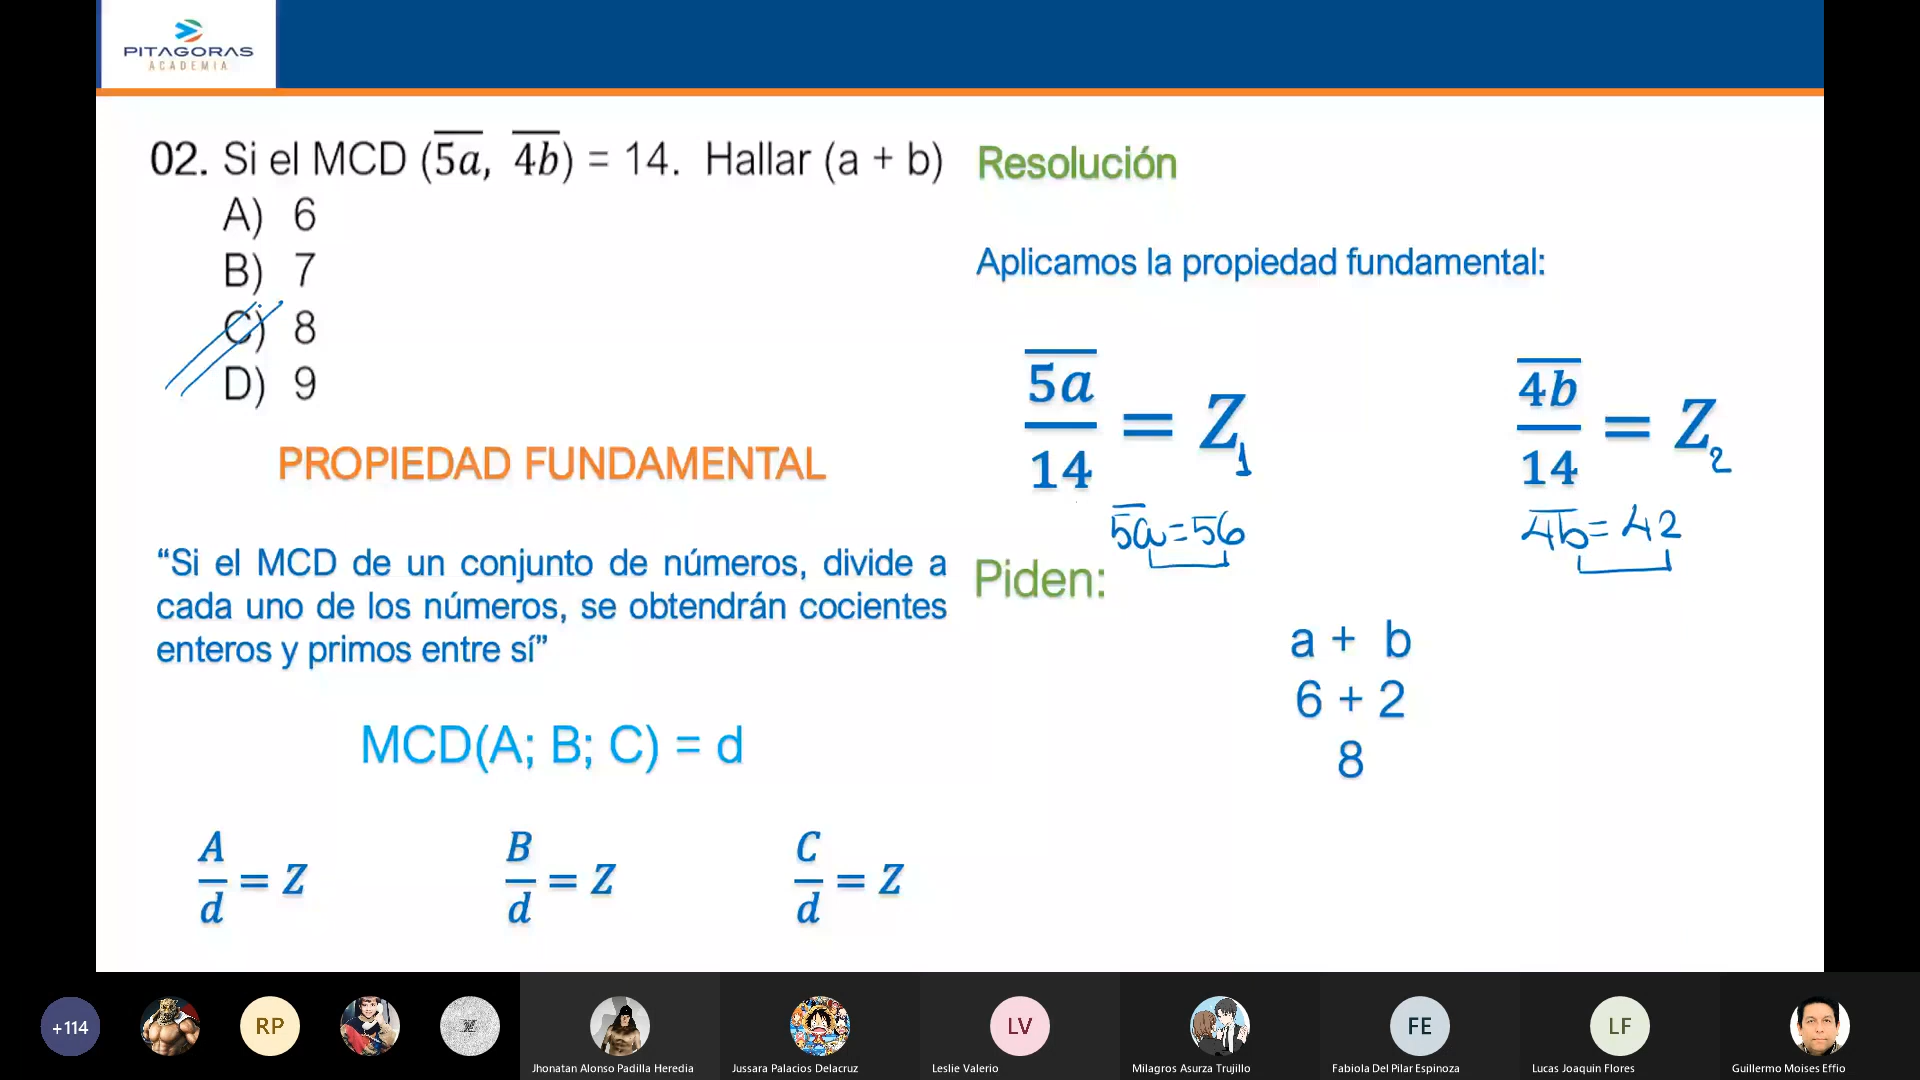 PITAGORAS
ACADEMIA
02. Si el MCD (5a, 4b) = 14. Hallar (a + b)
A) 6
B) 7
C) 8
D) 9
PROPIEDAD FUNDAMENTAL
“Si el MCD de un conjunto de números, divide a
cada uno de los números, se obtendrán cocientes
enteros y primos entre sí”
MCD(A; B; C) = d
A/d = Z
B/d = Z
C/d = Z
Resolución
Aplicamos la propiedad fundamental:
5a/14 = Z1
4b/14 = Z2
5a = 56
4b = 42
Piden:
a + b
6 + 2
8
+114
RP
LV
FE
LF
Jhonatan Alonso Padilla Heredia
Jussara Palacios Delacruz
Leslie Valerio
Milagros Asurza Trujillo
Fabiola Del Pilar Espinoza
Lucas Joaquin Flores
Guillermo Moises Effio